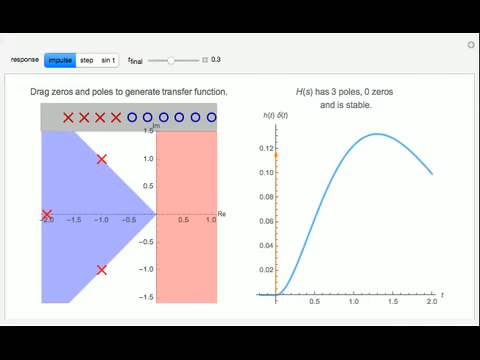 response impulse step sin t t_final 0.3
Drag zeros and poles to generate transfer function.
H(s) has 3 poles, 0 zeros
and is stable.
Im
1.5
1.0
0.5
-2.0 -1.5 -1.0 -0.5 0.5 1.0 Re
-0.5
-1.0
-1.5
h(t) δ(t)
0.12
0.10
0.08
0.06
0.04
0.02
0.5 1.0 1.5 2.0 t